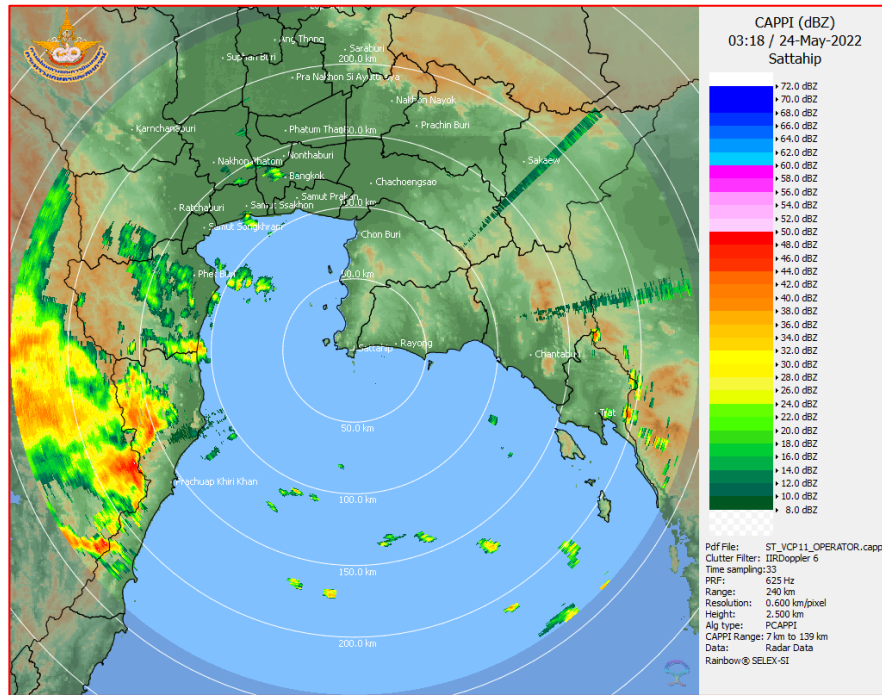 CAPPI (dBZ)
03:18 / 24-May-2022
Sattahip
72.0 dBZ
70.0 dBZ
68.0 dBZ
66.0 dBZ
64.0 dBZ
62.0 dBZ
60.0 dBZ
58.0 dBZ
56.0 dBZ
54.0 dBZ
52.0 dBZ
50.0 dBZ
48.0 dBZ
46.0 dBZ
44.0 dBZ
42.0 dBZ
40.0 dBZ
38.0 dBZ
36.0 dBZ
34.0 dBZ
32.0 dBZ
30.0 dBZ
28.0 dBZ
26.0 dBZ
24.0 dBZ
22.0 dBZ
20.0 dBZ
18.0 dBZ
16.0 dBZ
14.0 dBZ
12.0 dBZ
10.0 dBZ
8.0 dBZ
Pdf File: ST_VCP11_OPERATOR.capp
Clutter Filter: IIRDoppler 6
Time sampling:33
PRF: 625 Hz
Range: 240 km
Resolution: 0.600 km/pixel
Height: 2.500 km
Alg type: PCAPPI
CAPPI Range: 7 km to 139 km
Data: Radar Data
Rainbow® SELEX-SI
Ang Thong
Saraburi
Suphan Buri
200.0 km
Pra Nakhon Si Ayutthaya
Nakhon Nayok
Karnchanaburi
Phatum Thani
Prachin Buri
Nonthaburi
Nakhon Phatom
Sakaew
Bangkok
Chachoengsao
Samut Prakan
Ratchaburi
Samut Ssakhon
Samut Songkhram
Chon Buri
Rayong
Sattahip
Trat
50.0 km
Prachuap Khiri Khan
100.0 km
150.0 km
200.0 km